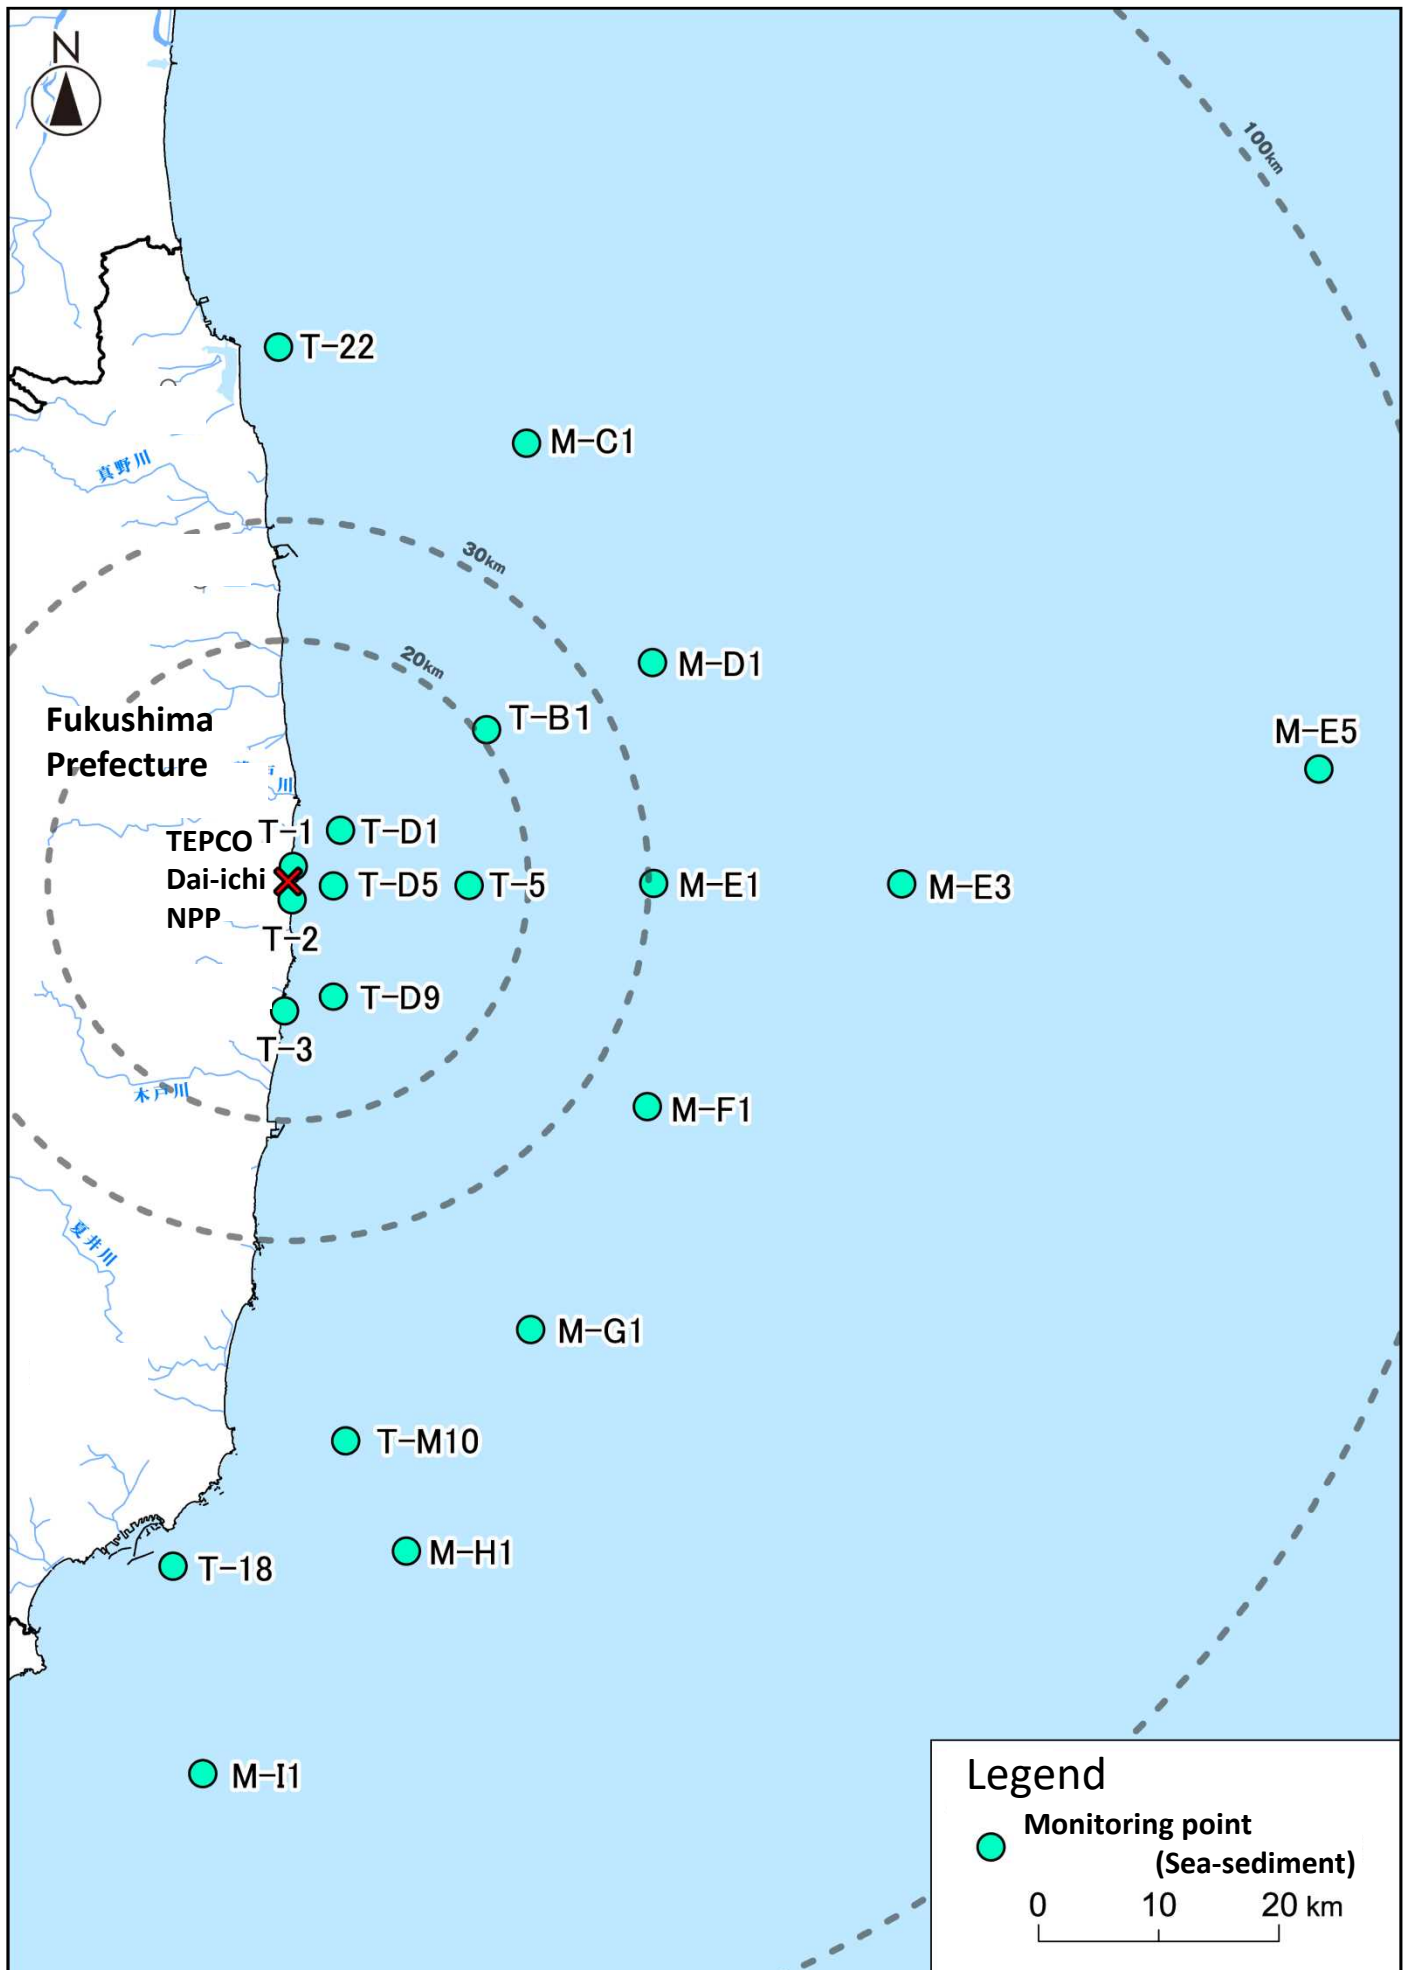 N
100km
T-22
M-C1
真野川
30km
20km
M-D1
T-B1
Fukushima
Prefecture
M-E5
川
T-1
T-D1
TEPCO
Dai-ichi
NPP
T-D5
T-5
M-E1
M-E3
T-2
T-D9
T-3
木戸川
M-F1
夏井川
M-G1
T-M10
M-H1
T-18
M-I1
Legend
Monitoring point
(Sea-sediment)
0 10 20 km